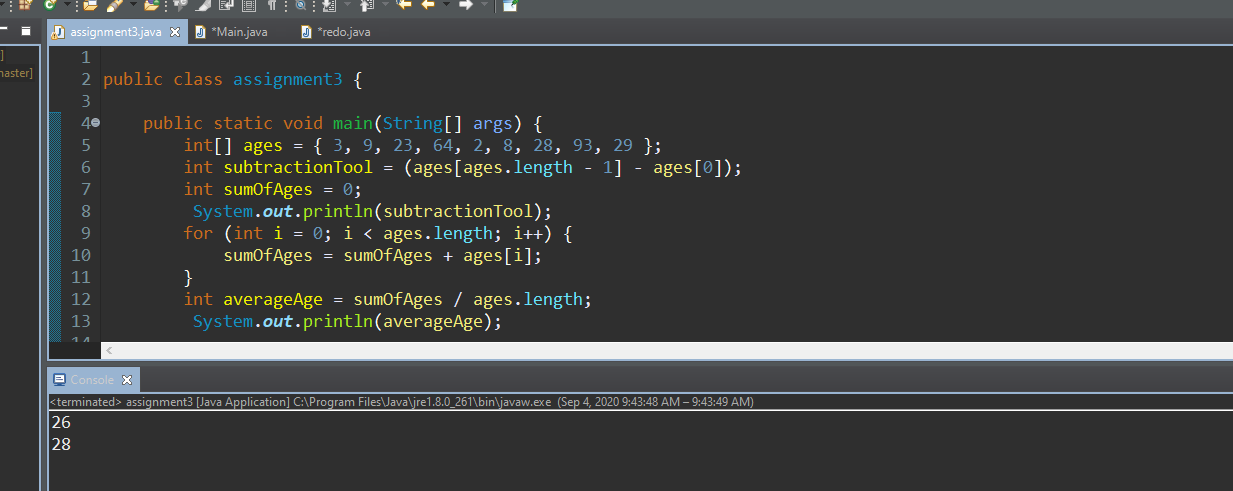 assignment3.java *Main.java *redo.java
]
master]
1
2 public class assignment3 {
3
4 public static void main(String[] args) {
5 int[] ages = { 3, 9, 23, 64, 2, 8, 28, 93, 29 };
6 int subtractionTool = (ages[ages.length - 1] - ages[0]);
7 int sumOfAges = 0;
8 System.out.println(subtractionTool);
9 for (int i = 0; i < ages.length; i++) {
10 sumOfAges = sumOfAges + ages[i];
11 }
12 int averageAge = sumOfAges / ages.length;
13 System.out.println(averageAge);
14
Console
<terminated> assignment3 [Java Application] C:\Program Files\Java\jre1.8.0_261\bin\javaw.exe (Sep 4, 2020 9:43:48 AM – 9:43:49 AM)
26
28